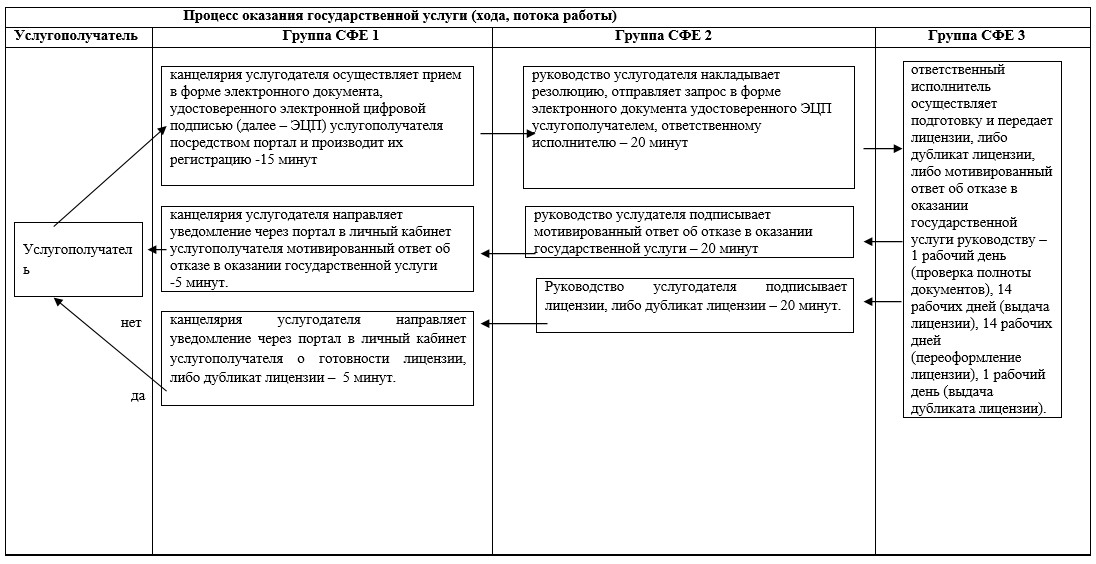 Процесс оказания государственной услуги (хода, потока работы)
Услугополучатель
Группа СФЕ 1
Группа СФЕ 2
Группа СФЕ 3
Услугополучател
ь
нет
да
канцелярия услугодателя осуществляет прием
в форме электронного документа,
удостоверенного электронной цифровой
подписью (далее – ЭЦП) услугополучателя
посредством портал и производит их
регистрацию -15 минут
канцелярия услугодателя направляет
уведомление через портал в личный кабинет
услугополучателя мотивированный ответ об
отказе в оказании государственной услуги
-5 минут.
канцелярия услугодателя направляет
уведомление через портал в личный кабинет
услугополучателя о готовности лицензии,
либо дубликат лицензии – 5 минут.
руководство услугодателя накладывает
резолюцию, отправляет запрос в форме
электронного документа удостоверенного ЭЦП
услугополучателем, ответственному
исполнителю – 20 минут
руководство услудателя подписывает
мотивированный ответ об отказе в оказании
государственной услуги – 20 минут
Руководство услугодателя подписывает
лицензии, либо дубликат лицензии – 20 минут.
ответственный
исполнитель
осуществляет
подготовку и передает
лицензии, либо
дубликат лицензии,
либо мотивированный
ответ об отказе в
оказании
государственной
услуги руководству –
1 рабочий день
(проверка полноты
документов), 14
рабочих дней (выдача
лицензии), 14 рабочих
дней
(переоформление
лицензии), 1 рабочий
день (выдача
дубликата лицензии).